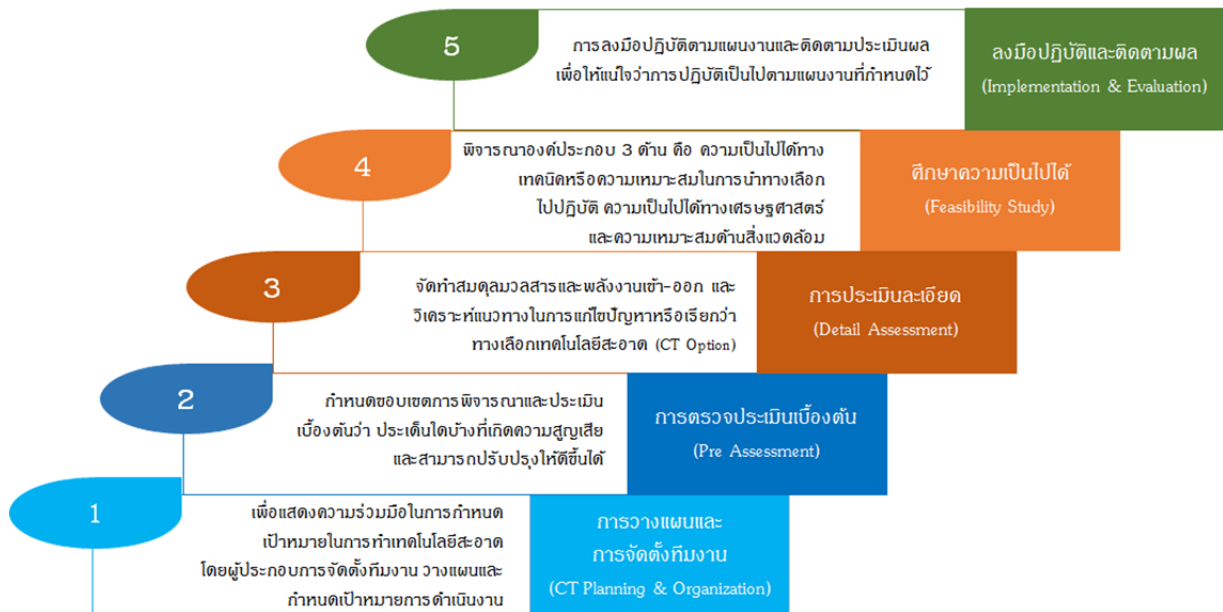 5
การลงมือปฏิบัติตามแผนงานและติดตามประเมินผล
เพื่อให้แน่ใจว่าการปฏิบัติเป็นไปตามแผนงานที่กำหนดไว้
ลงมือปฏิบัติและติดตามผล
(Implementation & Evaluation)
4
พิจารณาองค์ประกอบ 3 ด้าน คือ ความเป็นไปได้ทาง
เทคนิคหรือความเหมาะสมในการนำทางเลือก
ไปปฏิบัติ ความเป็นไปได้ทางเศรษฐศาสตร์
และความเหมาะสมด้านสิ่งแวดล้อม
ศึกษาความเป็นไปได้
(Feasibility Study)
3
จัดทำสมดุลมวลสารและพลังงานเข้า-ออก และ
วิเคราะห์แนวทางในการแก้ไขปัญหาหรือเรียกว่า
ทางเลือกเทคโนโลยีสะอาด (CT Option)
การประเมินละเอียด
(Detail Assessment)
2
กำหนดขอบเขตการพิจารณาและประเมิน
เบื้องต้นว่า ประเด็นใดบ้างที่เกิดความสูญเสีย
และสามารถปรับปรุงให้ดีขึ้นได้
การตรวจประเมินเบื้องต้น
(Pre Assessment)
1
เพื่อแสดงความร่วมมือในการกำหนด
เป้าหมายในการทำเทคโนโลยีสะอาด
โดยผู้ประกอบการจัดตั้งทีมงาน วางแผนและ
กำหนดเป้าหมายการดำเนินงาน
การวางแผนและ
การจัดตั้งทีมงาน
(CT Planning & Organization)